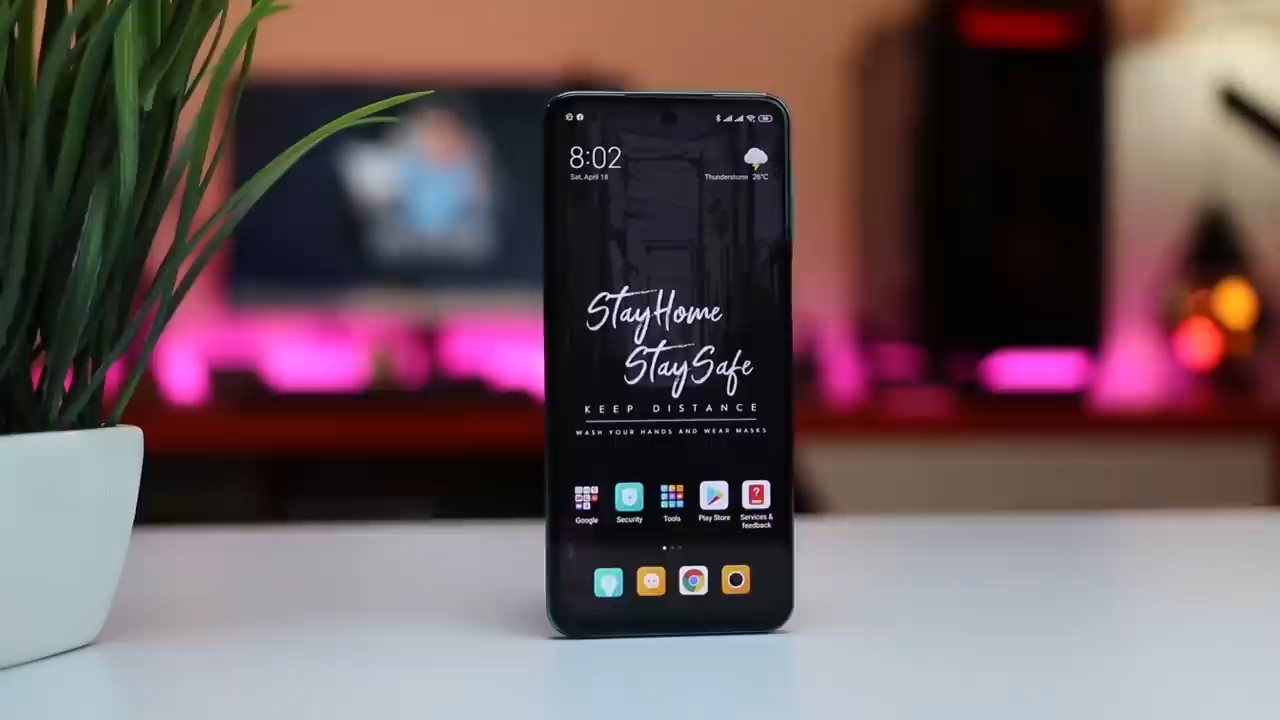 8:02
Sat, April 18
Thunderstorm 26°C
StayHome
StaySafe
KEEP DISTANCE
WASH YOUR HANDS AND WEAR MASKS
Google Security Tools Play Store Services &
feedback